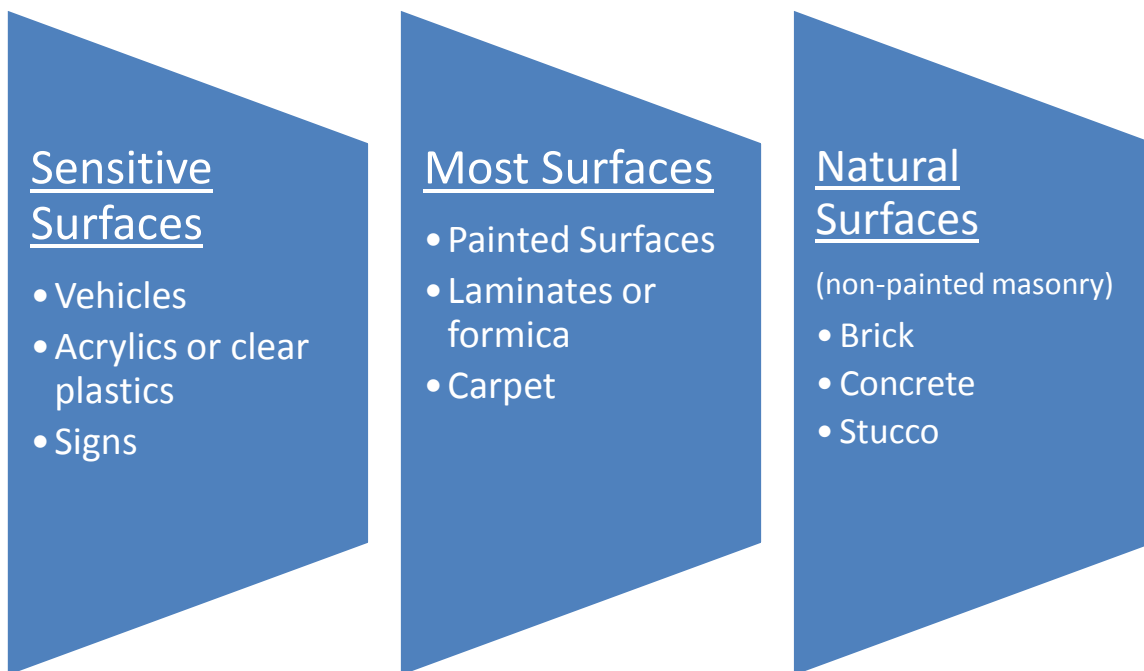 Sensitive
Surfaces
• Vehicles
• Acrylics or clear
plastics
• Signs
Most Surfaces
• Painted Surfaces
• Laminates or
formica
• Carpet
Natural
Surfaces
(non-painted masonry)
• Brick
• Concrete
• Stucco